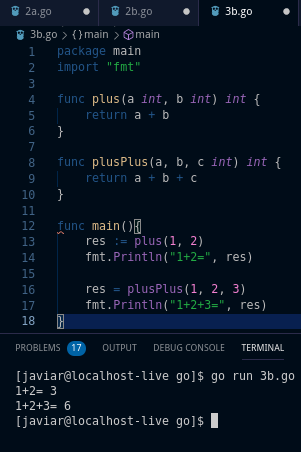 2a.go ● 2b.go ● 3b.go ●
3b.go > {} main > main
1 package main
2 import "fmt"
3
4 func plus(a int, b int) int {
5     return a + b
6 }
7
8 func plusPlus(a, b, c int) int {
9     return a + b + c
10 }
11
12 func main(){
13     res := plus(1, 2)
14     fmt.Println("1+2=", res)
15
16     res = plusPlus(1, 2, 3)
17     fmt.Println("1+2+3=", res)
18 }
PROBLEMS 17 OUTPUT DEBUG CONSOLE TERMINAL
[javiar@localhost-live go]$ go run 3b.go
1+2= 3
1+2+3= 6
[javiar@localhost-live go]$